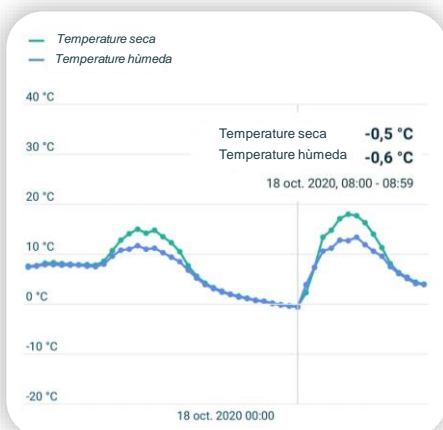 Temperature seca
Temperature hùmeda
40 °C
30 °C
20 °C
10 °C
0 °C
-10 °C
-20 °C
Temperature seca -0,5 °C
Temperature hùmeda -0,6 °C
18 oct. 2020, 08:00 - 08:59
18 oct. 2020 00:00